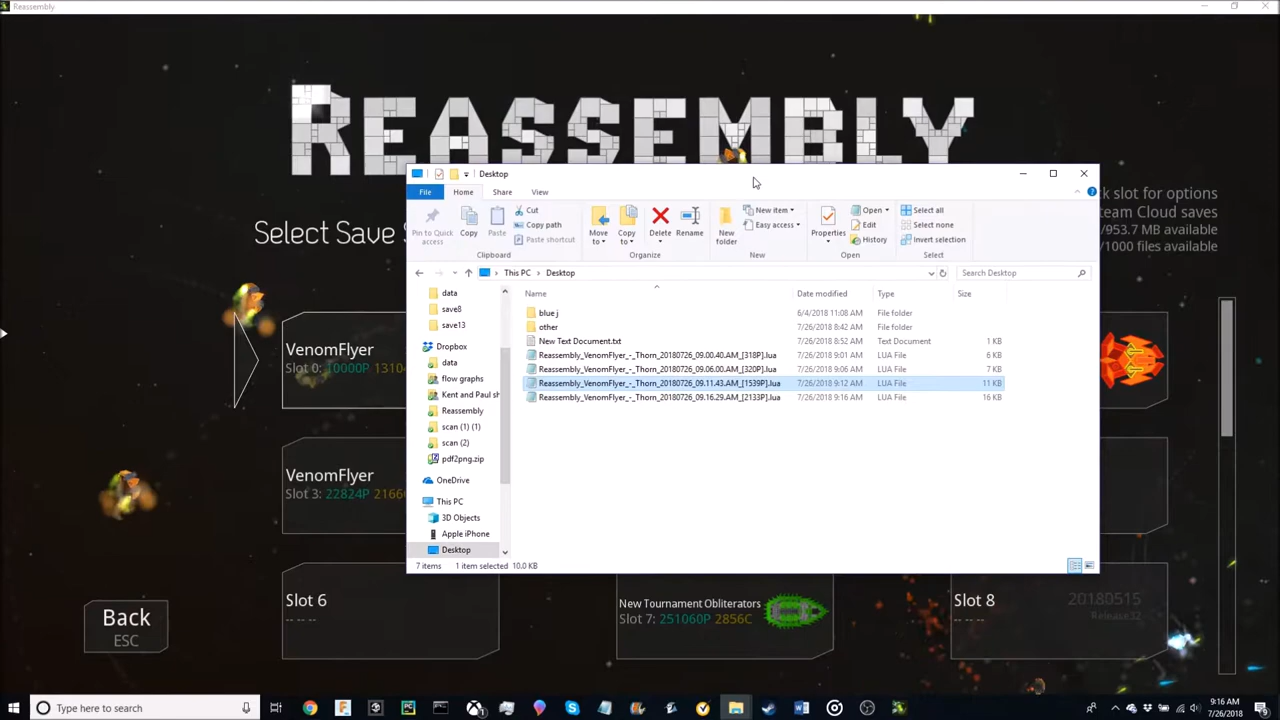 Reassembly
REASSEMBLY
Select Save S
k slot for options
team Cloud saves
/953.7 MB available
/1000 files available
VenomFlyer
Slot 0: 10000P 1310
VenomFlyer
Slot 3: 22824P 2166
Slot 6
-- -- --
New Tournament Obliterators
Slot 7: 251060P 2856C
Slot 8
-- -- --
20180515
Release32
Back
ESC
Desktop
File Home Share View
Pin to Quick access
Copy
Paste
Cut
Copy path
Paste shortcut
Clipboard
Move to
Copy to
Delete
Rename
Organize
New folder
New item
Easy access
New
Properties
Open
Edit
History
Open
Select all
Select none
Invert selection
Select
This PC > Desktop
Search Desktop
data
save8
save13
Dropbox
data
flow graphs
Kent and Paul sh
Reassembly
scan (1) (1)
scan (2)
pdf2png.zip
OneDrive
This PC
3D Objects
Apple iPhone
Desktop
Name Date modified Type Size
blue j 6/4/2018 11:08 AM File folder
other 7/26/2018 8:42 AM File folder
New Text Document.txt 7/26/2018 8:52 AM Text Document 1 KB
Reassembly_VenomFlyer_-_Thorn_20180726_09.00.40.AM_[318P].lua 7/26/2018 9:01 AM LUA File 6 KB
Reassembly_VenomFlyer_-_Thorn_20180726_09.06.00.AM_[320P].lua 7/26/2018 9:06 AM LUA File 7 KB
Reassembly_VenomFlyer_-_Thorn_20180726_09.11.43.AM_[1539P].lua 7/26/2018 9:12 AM LUA File 11 KB
Reassembly_VenomFlyer_-_Thorn_20180726_09.16.29.AM_[2133P].lua 7/26/2018 9:16 AM LUA File 16 KB
7 items 1 item selected 10.0 KB
Type here to search
9:16 AM
7/26/2018